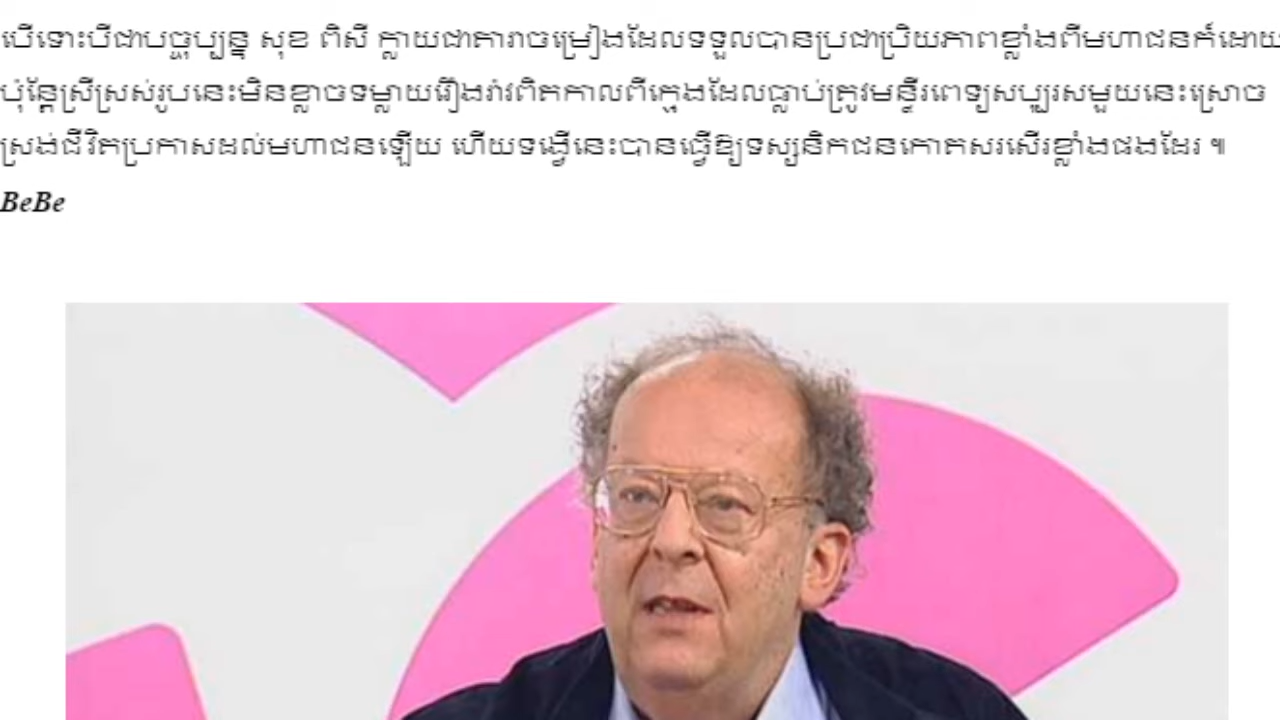 បើទោះបីជាបច្ចុប្បន្ន សុខ ពិសី ក្លាយជាតារាចម្រៀងដែលទទួលបានប្រជាប្រិយភាពខ្លាំងពីមហាជនក៍ដោយ
ប៉ុន្តែស្រីស្រស់រូបនេះមិនខ្លាចទម្លាយរឿងរ៉ាវពិតកាលពីក្មេងដែលធ្លាប់ត្រូវមន្ទីរពេទ្យសប្បុរសមួយនេះស្រោច
ស្រង់ជីវិតប្រកាសដល់មហាជនឡើយ ហើយទង្វើនេះបានធ្វើឱ្យទស្សនិកជនកោតសរសើរខ្លាំងផងដែរ ៕
BeBe